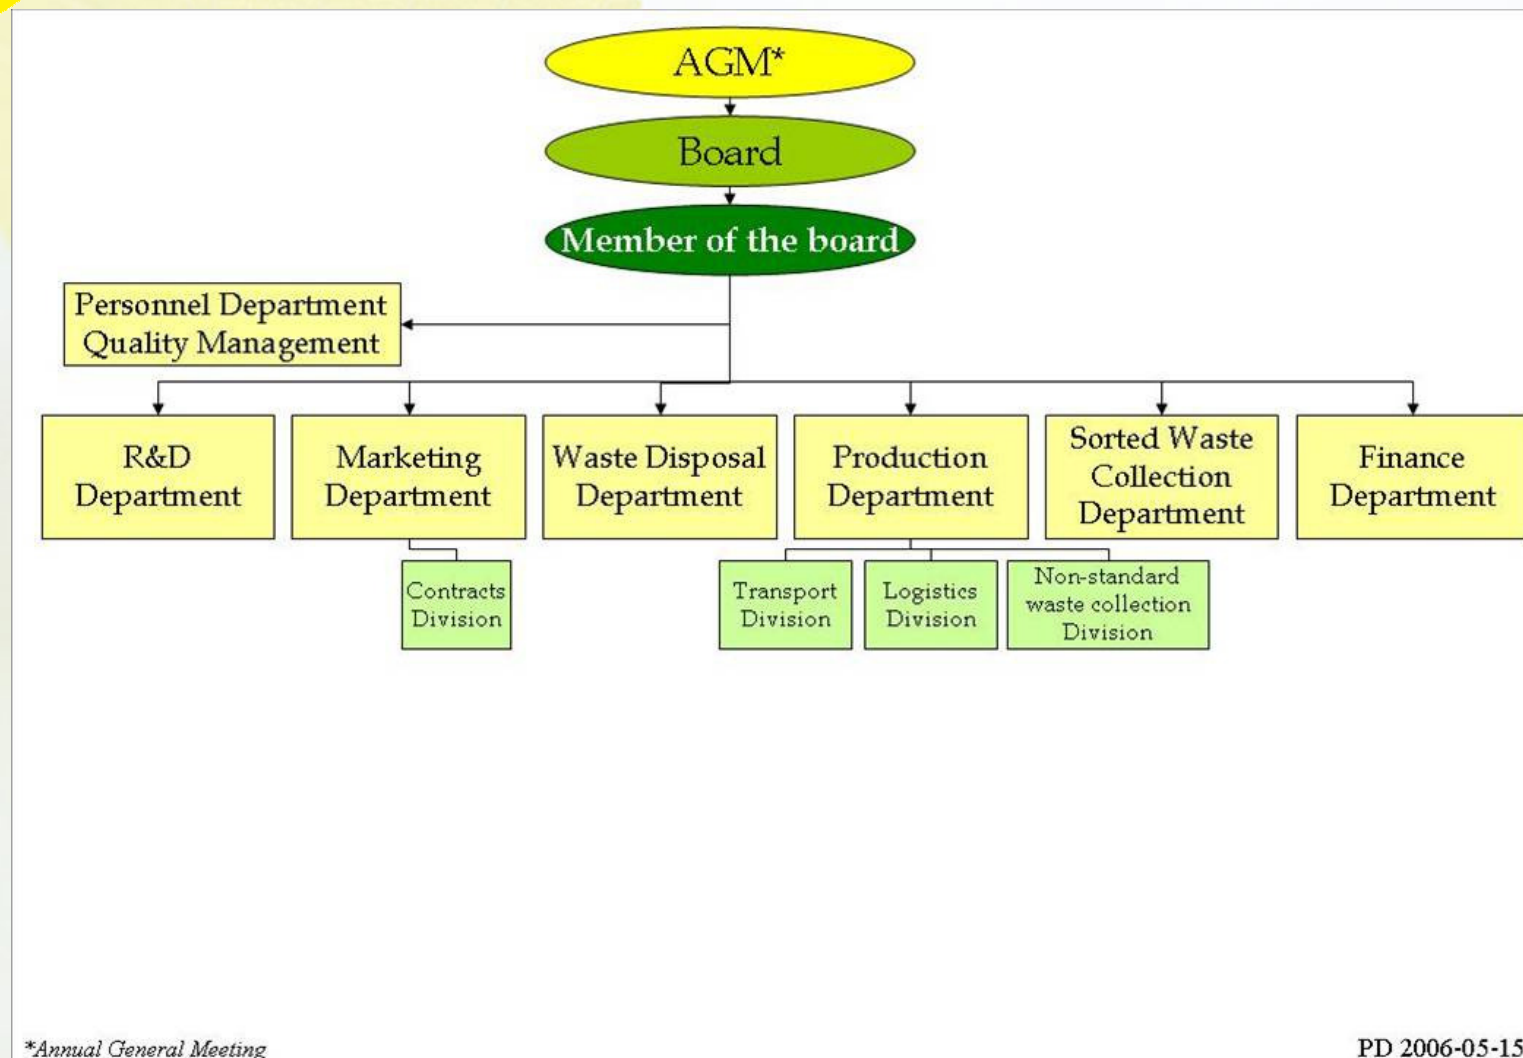 AGM*
Board
Member of the board
Personnel Department
Quality Management
R&D
Department
Marketing
Department
Waste Disposal
Department
Production
Department
Sorted Waste
Collection
Department
Finance
Department
Contracts
Division
Transport
Division
Logistics
Division
Non-standard
waste collection
Division
*Annual General Meeting
PD 2006-05-15